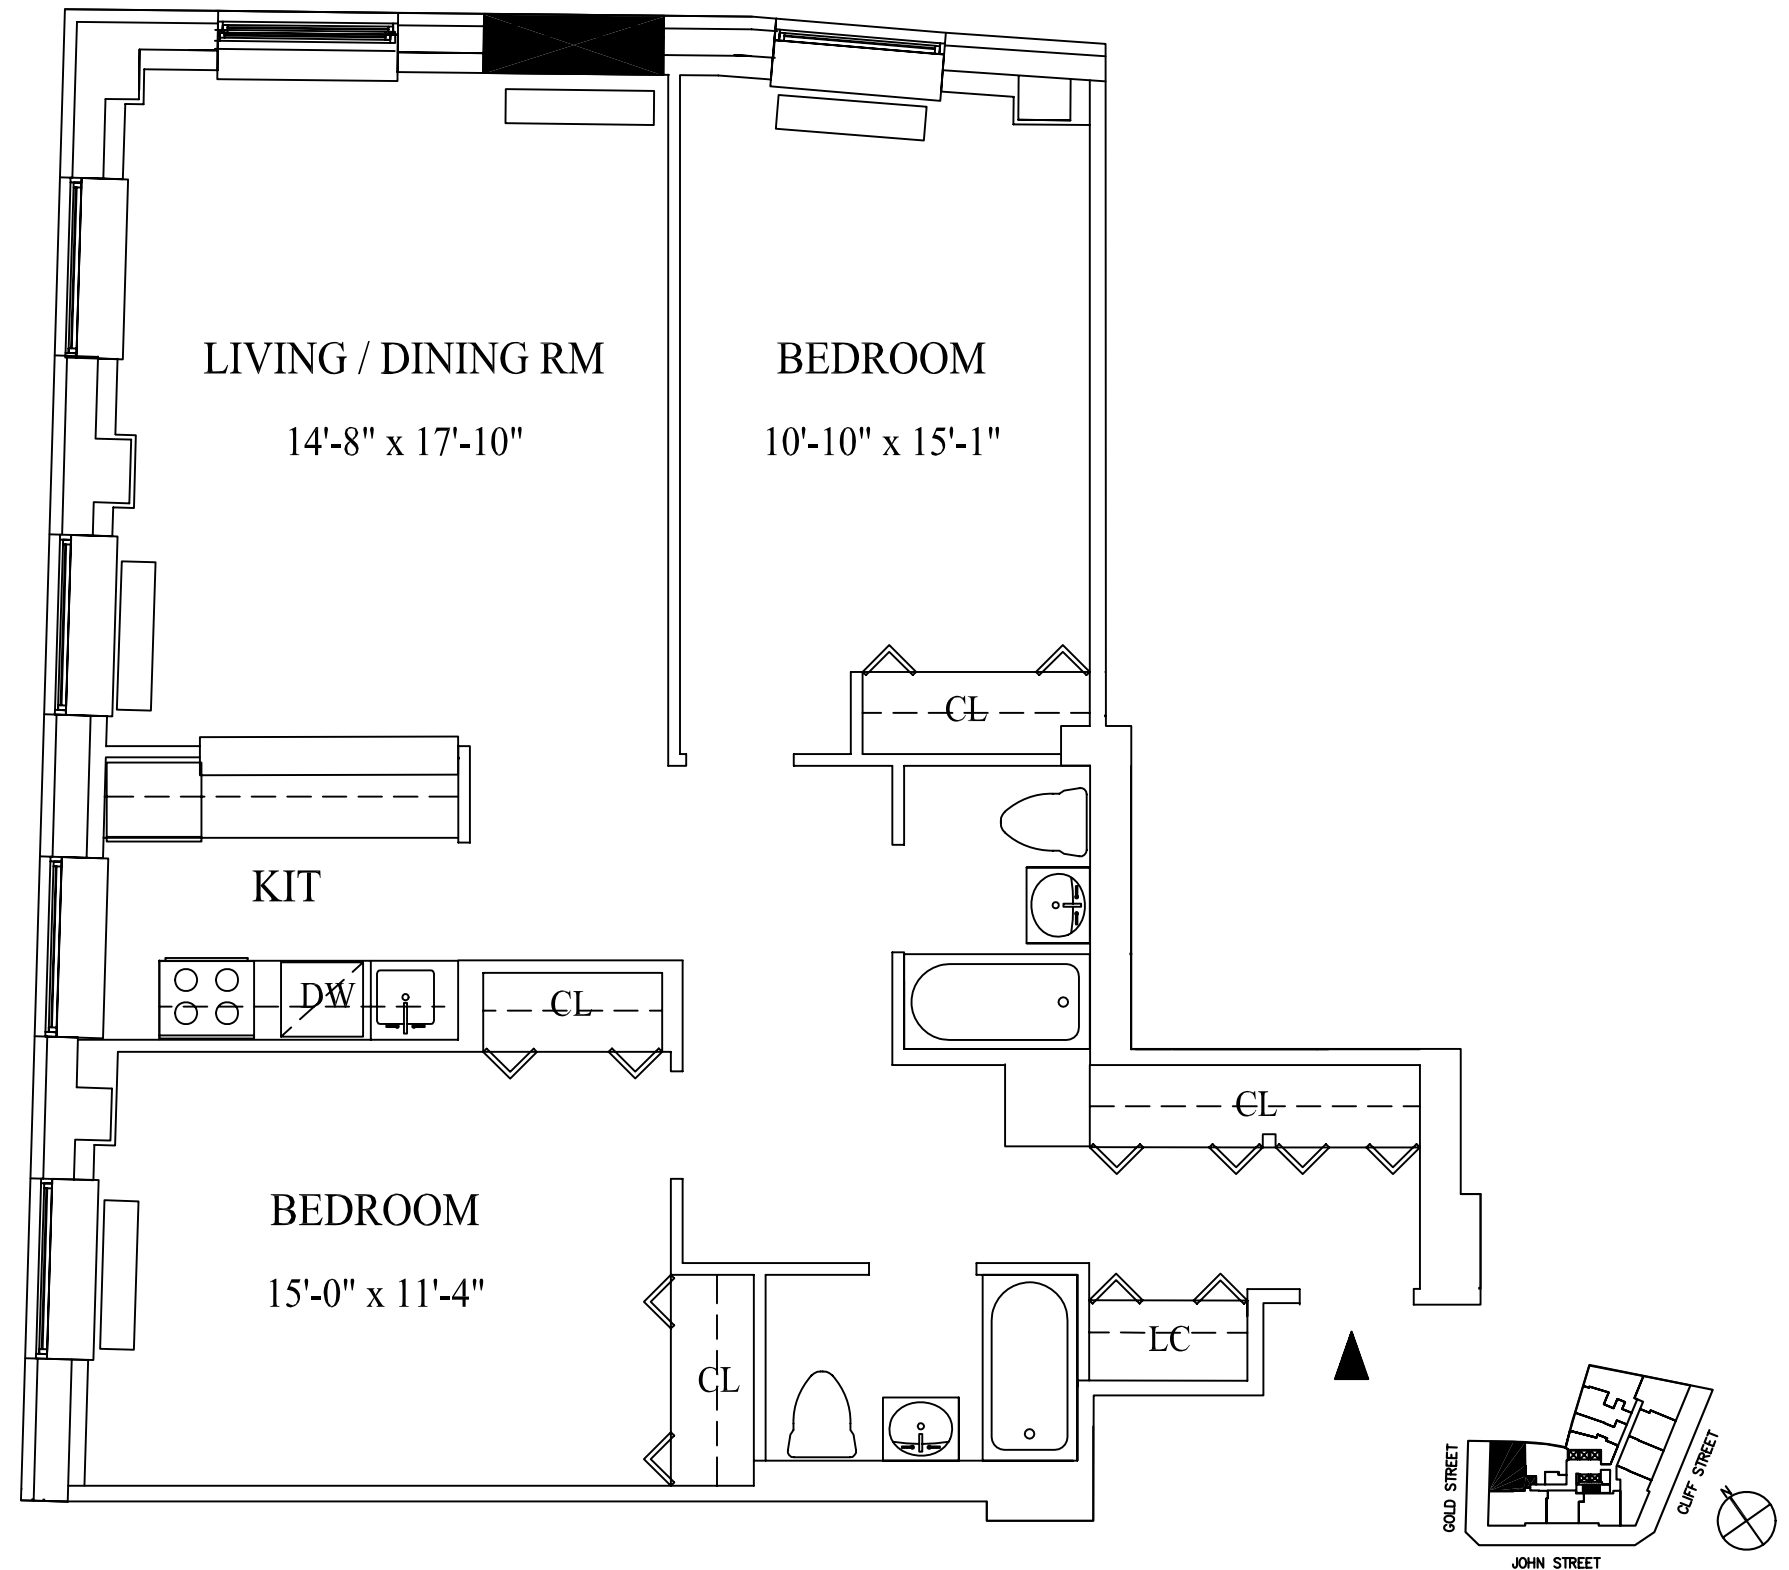 LIVING / DINING RM
14'-8" x 17'-10"
BEDROOM
10'-10" x 15'-1"
CL
KIT
DW
CL
CL
BEDROOM
15'-0" x 11'-4"
CL
LC
GOLD STREET
CLIFF STREET
N
JOHN STREET